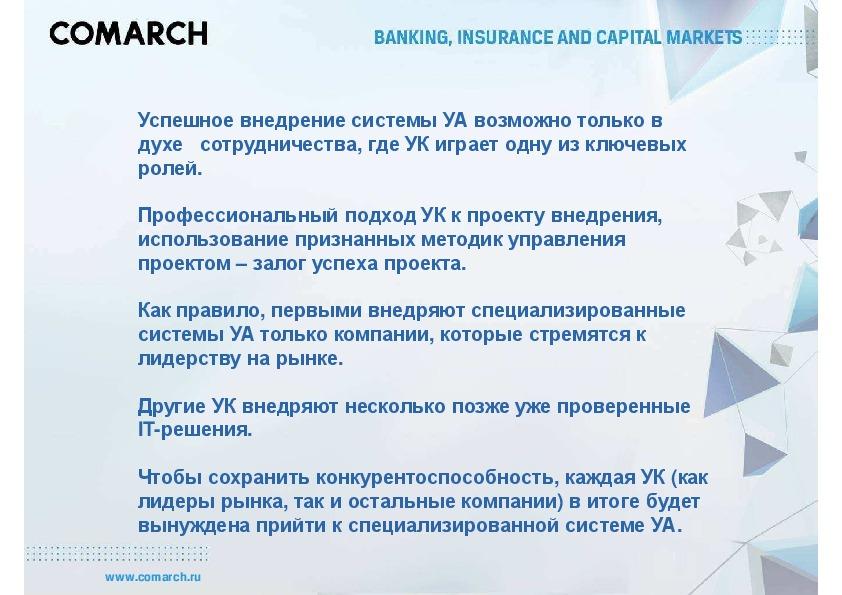 COMARCH
BANKING, INSURANCE AND CAPITAL MARKETS
Успешное внедрение системы УА возможно только в
духе сотрудничества, где УК играет одну из ключевых
ролей.
Профессиональный подход УК к проекту внедрения,
использование признанных методик управления
проектом – залог успеха проекта.
Как правило, первыми внедряют специализированные
системы УА только компании, которые стремятся к
лидерству на рынке.
Другие УК внедряют несколько позже уже проверенные
IT-решения.
Чтобы сохранить конкурентоспособность, каждая УК (как
лидеры рынка, так и остальные компании) в итоге будет
вынуждена прийти к специализированной системе УА.
www.comarch.ru